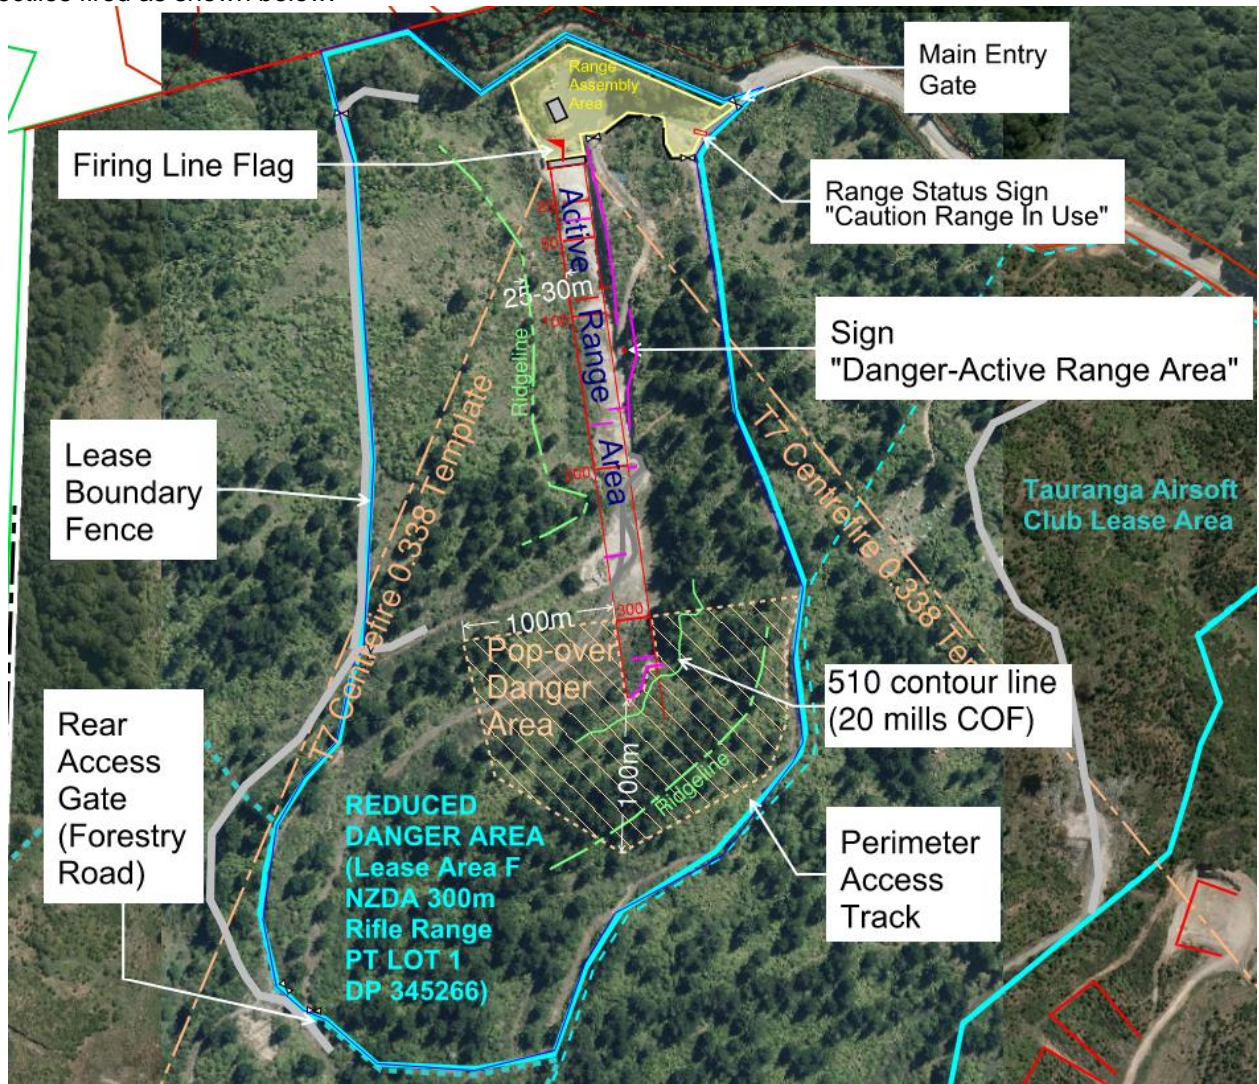 Range
Assembly
Area
Main Entry
Gate
Firing Line Flag
Range Status Sign
"Caution Range In Use"
Active Range Area
25-30m
100
Ridgeline
Sign
"Danger-Active Range Area"
T7 Centrefire 0.338 Template
Lease
Boundary
Fence
Tauranga Airsoft
Club Lease Area
T7 Centrefire 0.338
300
100m
Pop-over
Danger
Area
510 contour line
(20 mills COF)
100m
Ridgeline
Rear
Access
Gate
(Forestry
Road)
REDUCED
DANGER AREA
(Lease Area F
NZDA 300m
Rifle Range
PT LOT 1
DP 345266)
Perimeter
Access
Track